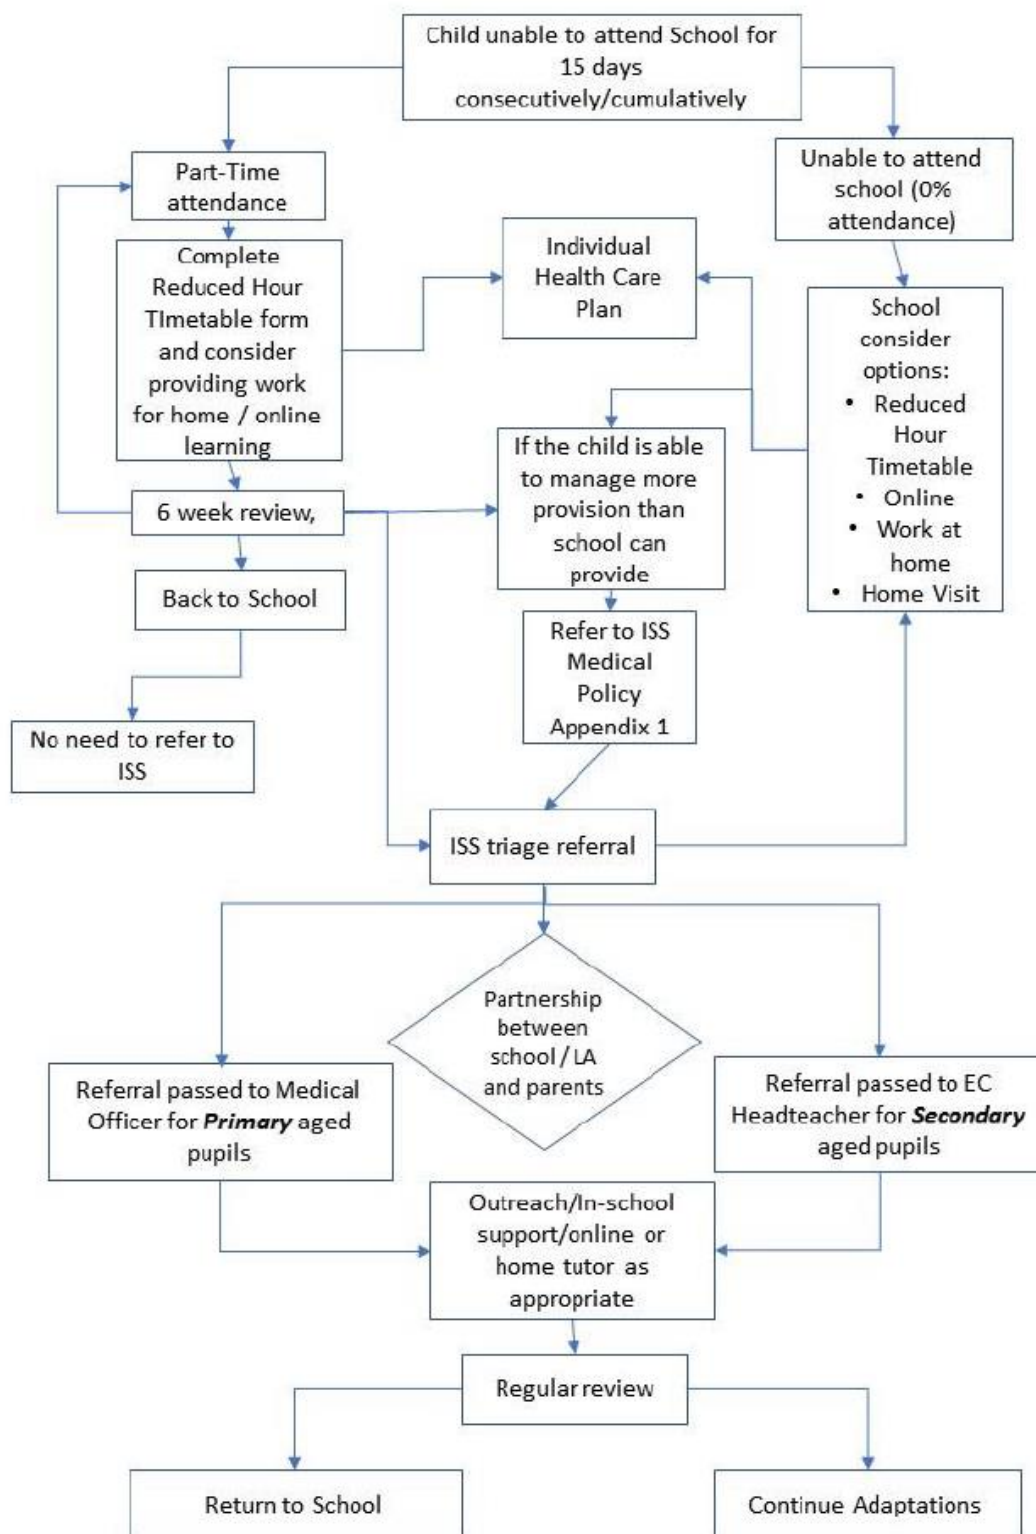 Child unable to attend School for
15 days
consecutively/cumulatively
Part-Time
attendance
Unable to attend
school (0%
attendance)
Complete
Reduced Hour
TImetable form
and consider
providing work
for home / online
learning
Individual
Health Care
Plan
School
consider
options:
• Reduced
Hour
Timetable
• Online
• Work at
home
• Home Visit
6 week review,
If the child is able
to manage more
provision than
school can
provide
Back to School
Refer to ISS
Medical
Policy
Appendix 1
No need to refer to
ISS
ISS triage referral
Partnership
between
school / LA
and parents
Referral passed to Medical
Officer for Primary aged
pupils
Referral passed to EC
Headteacher for Secondary
aged pupils
Outreach/In-school
support/online or
home tutor as
appropriate
Regular review
Return to School
Continue Adaptations